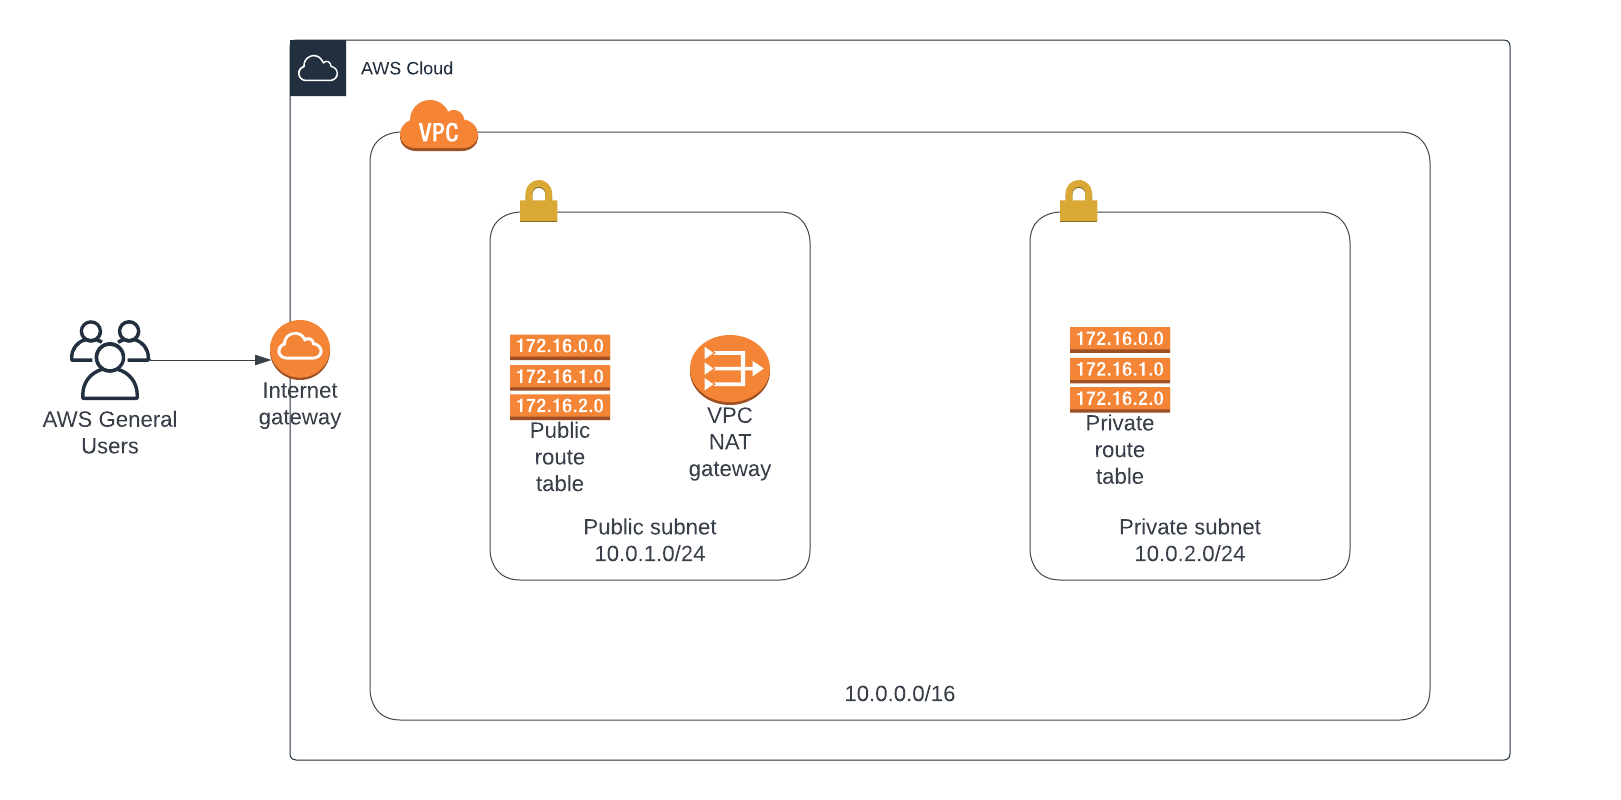 AWS Cloud
VPC
172.16.0.0
172.16.1.0
172.16.2.0
Public
route
table
VPC
NAT
gateway
Public subnet
10.0.1.0/24
172.16.0.0
172.16.1.0
172.16.2.0
Private
route
table
Private subnet
10.0.2.0/24
Internet
gateway
AWS General
Users
10.0.0.0/16